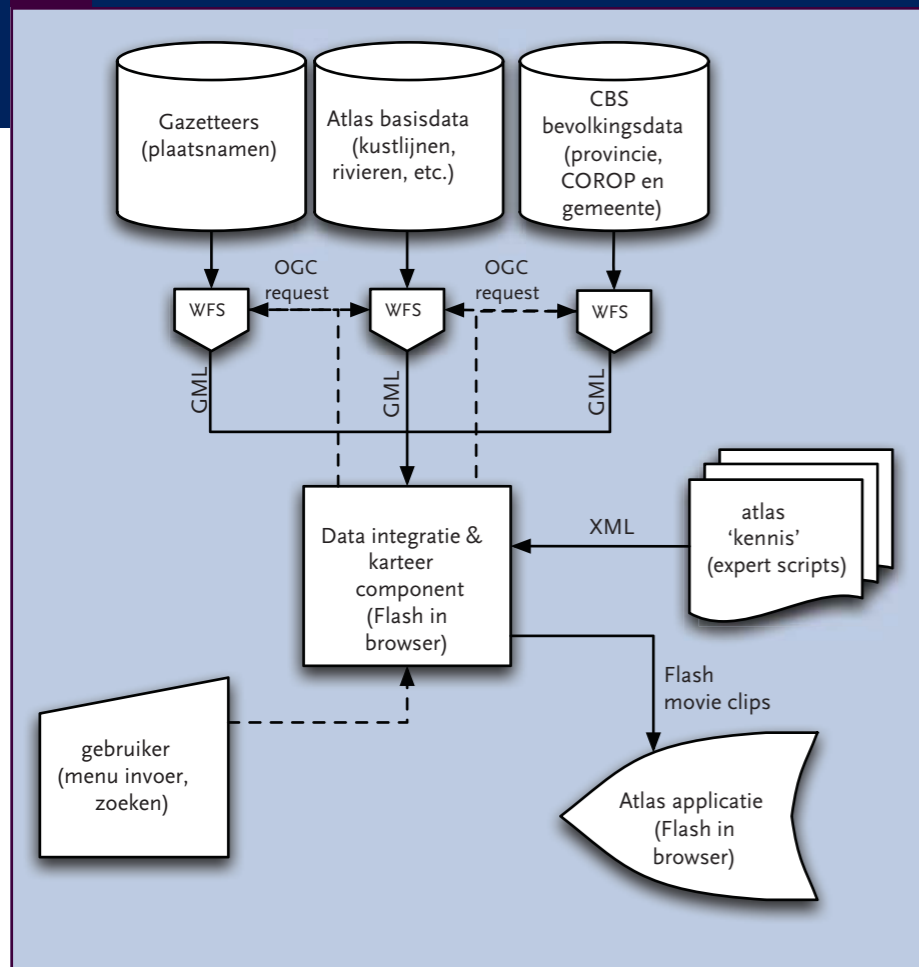 Gazetteers
(plaatsnamen)
Atlas basisdata
(kustlijnen,
rivieren, etc.)
CBS
bevolkingsdata
(provincie,
COROP en
gemeente)
OGC
request
OGC
request
WFS
WFS
WFS
GML
GML
GML
Data integratie &
karteer
component
(Flash in
browser)
XML
atlas
‘kennis’
(expert scripts)
Flash
movie clips
gebruiker
(menu invoer,
zoeken)
Atlas applicatie
(Flash in
browser)